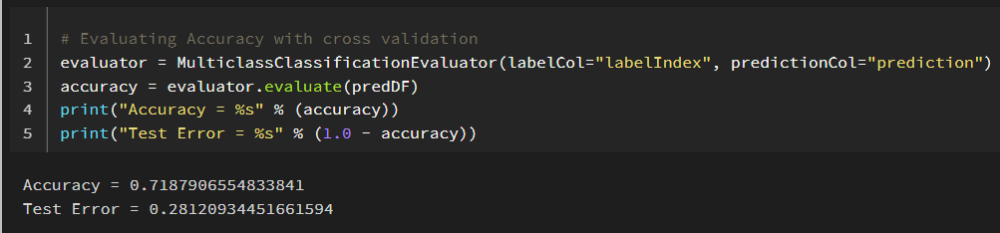 1 # Evaluating Accuracy with cross validation
2 evaluator = MulticlassClassificationEvaluator(labelCol="labelIndex", predictionCol="prediction")
3 accuracy = evaluator.evaluate(predDF)
4 print("Accuracy = %s" % (accuracy))
5 print("Test Error = %s" % (1.0 - accuracy))
Accuracy = 0.7187906554833841
Test Error = 0.28120934451661594